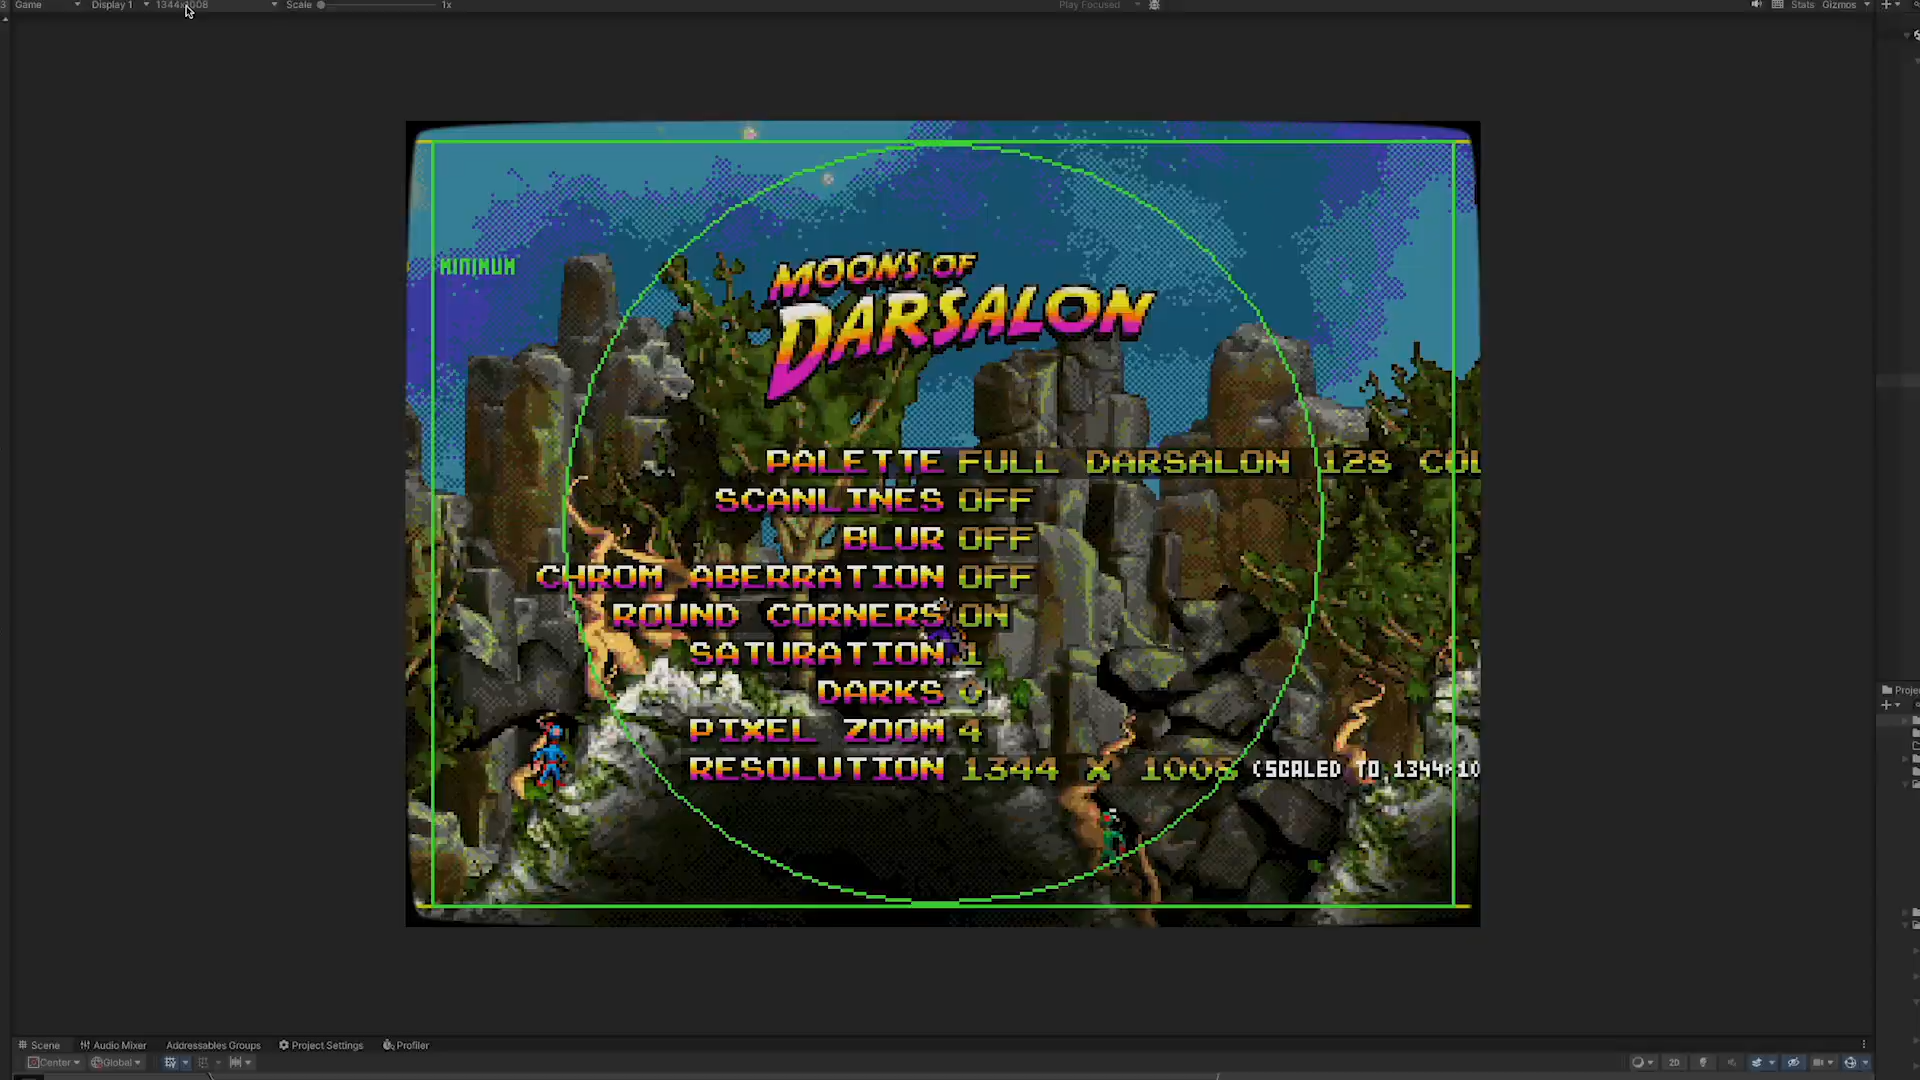 Game Display 1 1344x1008 Scale 1x Play Focused Stats Gizmos
MINIMUM
MOONS OF
DARSALON
PALETTE FULL DARSALON 128 COL
SCANLINES OFF
BLUR OFF
CHROM ABERRATION OFF
ROUND CORNERS ON
SATURATION 1
DARKS 0
PIXEL ZOOM 4
RESOLUTION 1344 X 1008 (SCALED TO 1344x10
Projec
Scene Audio Mixer Addressables Groups Project Settings Profiler
Center Global 2D